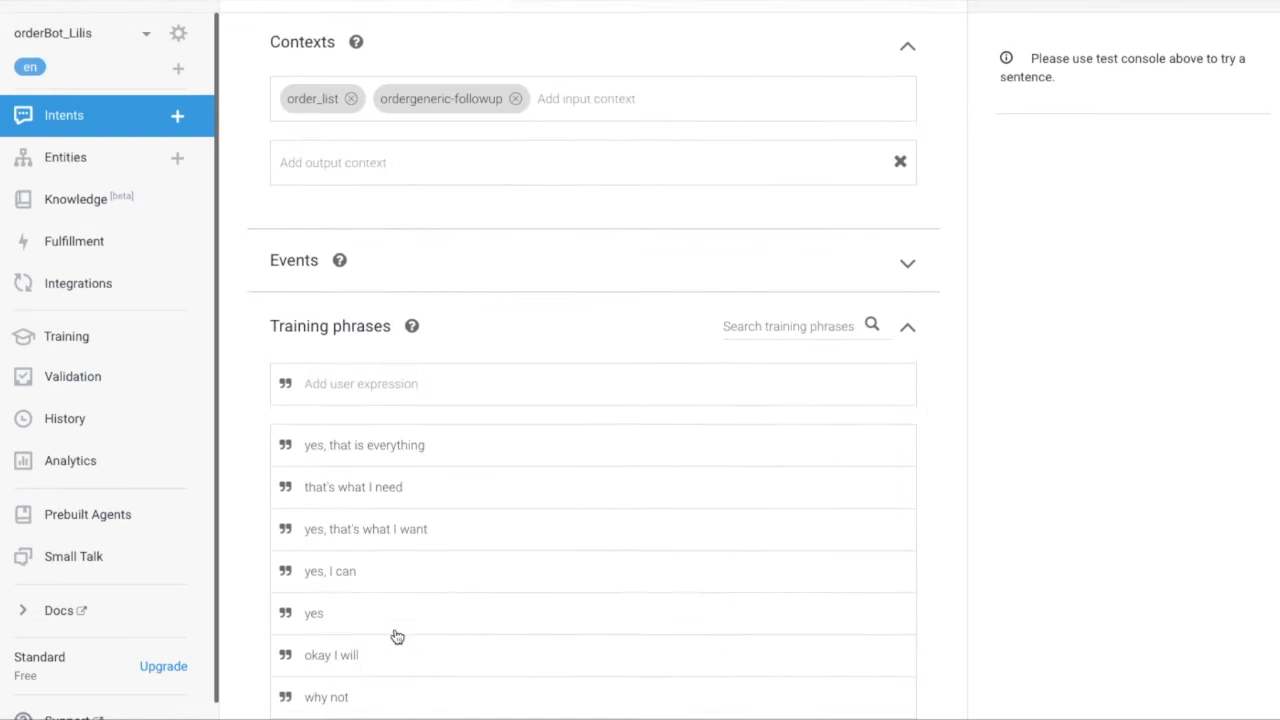 orderBot_Lilis
en
Intents
Entities
Knowledge [beta]
Fulfillment
Integrations
Training
Validation
History
Analytics
Prebuilt Agents
Small Talk
Docs
Standard
Free
Upgrade
Support
Contexts
order_list ordergeneric-followup Add input context
Add output context
Events
Training phrases
Search training phrases
Add user expression
yes, that is everything
that's what I need
yes, that's what I want
yes, I can
yes
okay I will
why not
Please use test console above to try a
sentence.